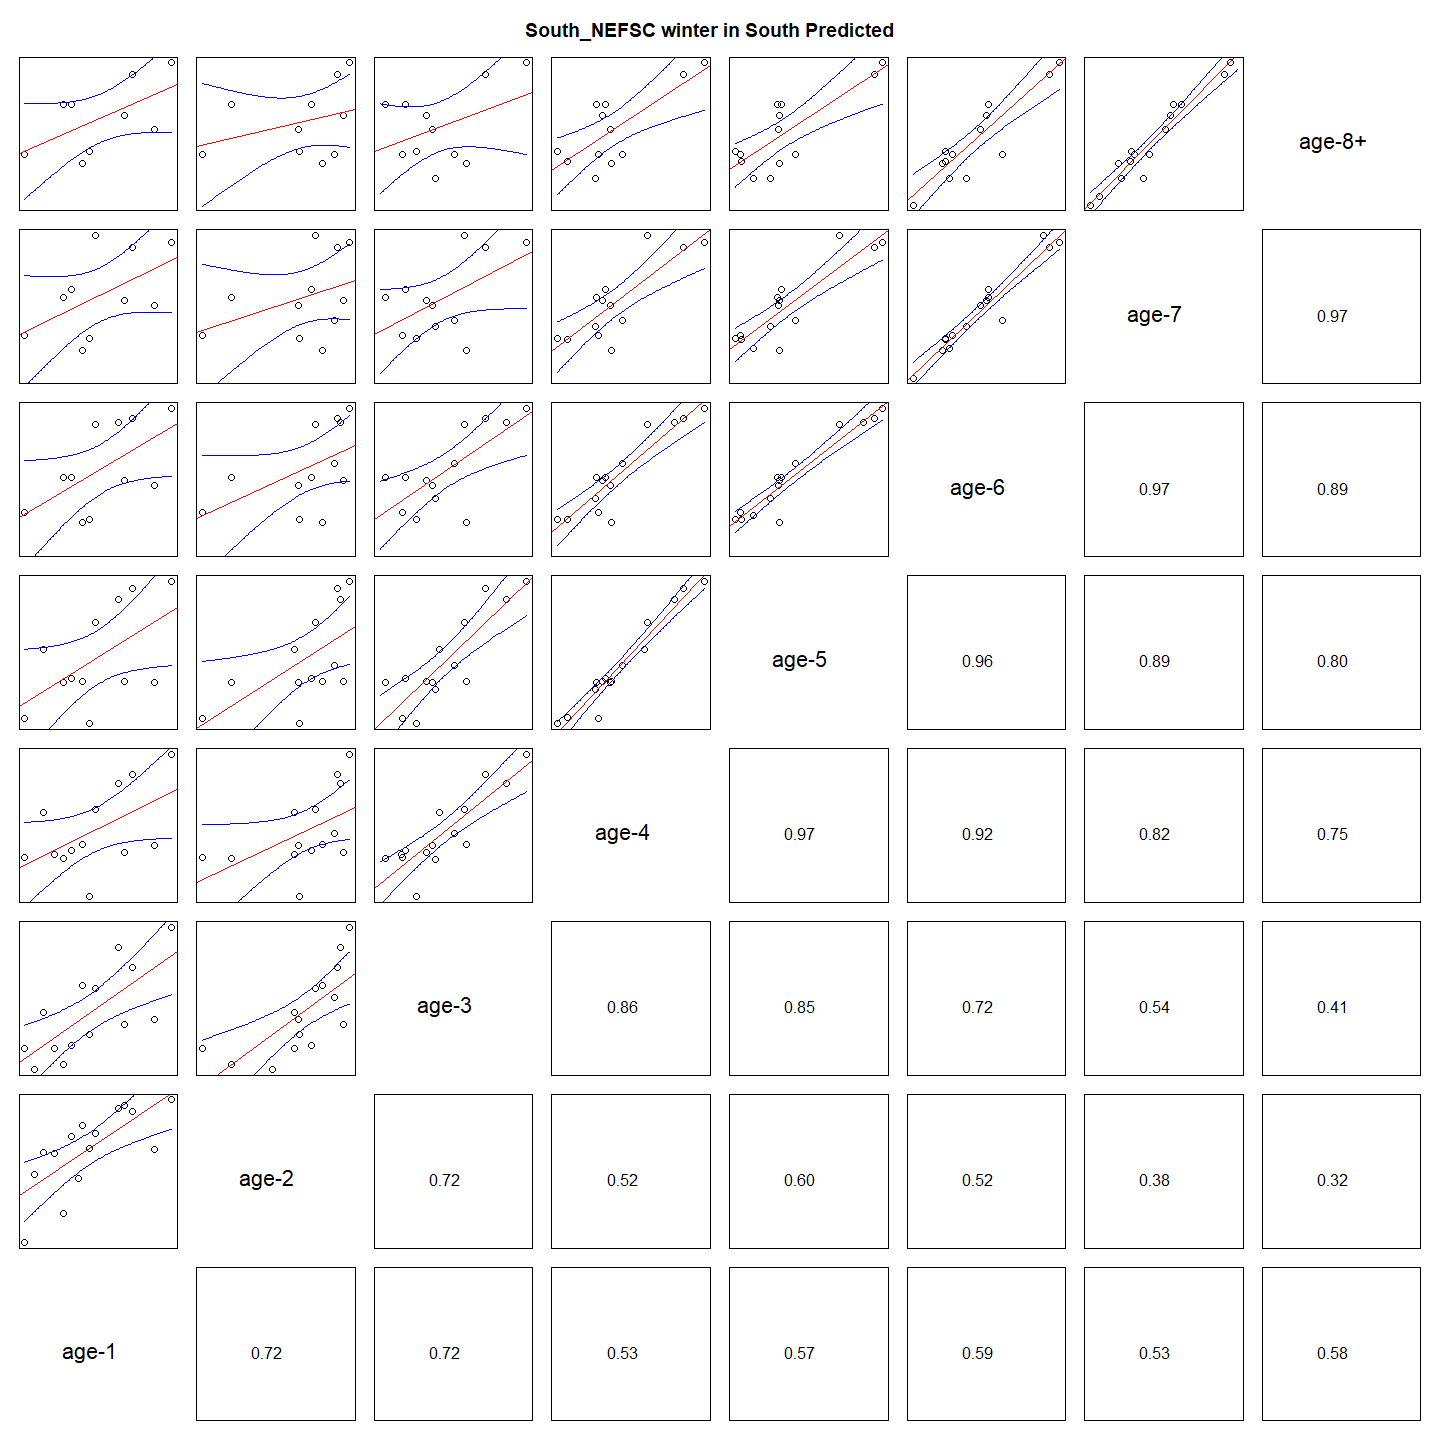 South_NEFSC winter in South Predicted
age-8+
age-7
0.97
age-6
0.97 0.89
age-5
0.96 0.89 0.80
age-4
0.97 0.92 0.82 0.75
age-3
0.86 0.85 0.72 0.54 0.41
age-2
0.72 0.52 0.60 0.52 0.38 0.32
age-1
0.72 0.72 0.53 0.57 0.59 0.53 0.58